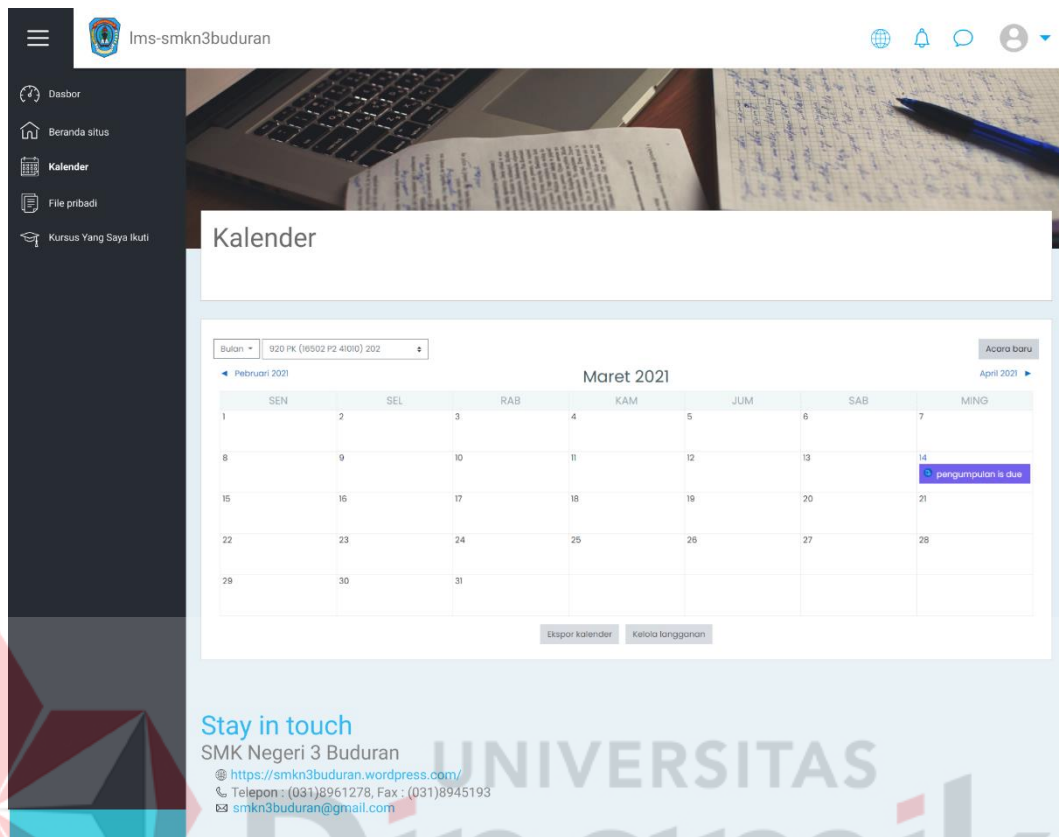 lms-smkn3buduran
Dasbor
Beranda situs
Kalender
File pribadi
Kursus Yang Saya Ikuti
Kalender
Bulan 920 PK (16502 P2 41010) 202 Acara baru
◄ Pebruari 2021 Maret 2021 April 2021 ►
SEN SEL RAB KAM JUM SAB MING
1 2 3 4 5 6 7
8 9 10 11 12 13 14
pengumpulan is due
15 16 17 18 19 20 21
22 23 24 25 26 27 28
29 30 31
Ekspor kalender Kelola langganan
Stay in touch
SMK Negeri 3 Buduran
https://smkn3buduran.wordpress.com/
Telepon : (031)8961278, Fax : (031)8945193
smkn3buduran@gmail.com
UNIVERSITAS